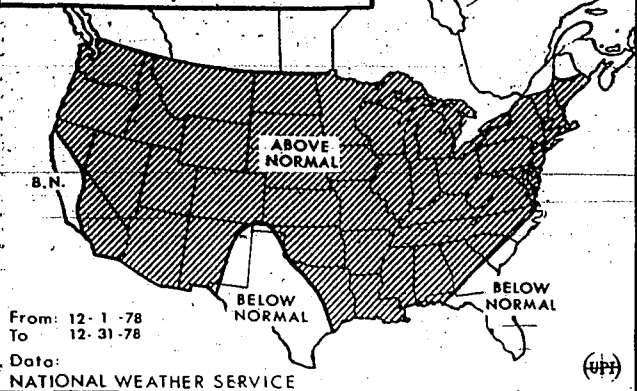 ABOVE
NORMAL
B.N.
BELOW
NORMAL
BELOW
NORMAL
From: 12-1-78
To 12-31-78
Data:
NATIONAL WEATHER SERVICE
(UPI)